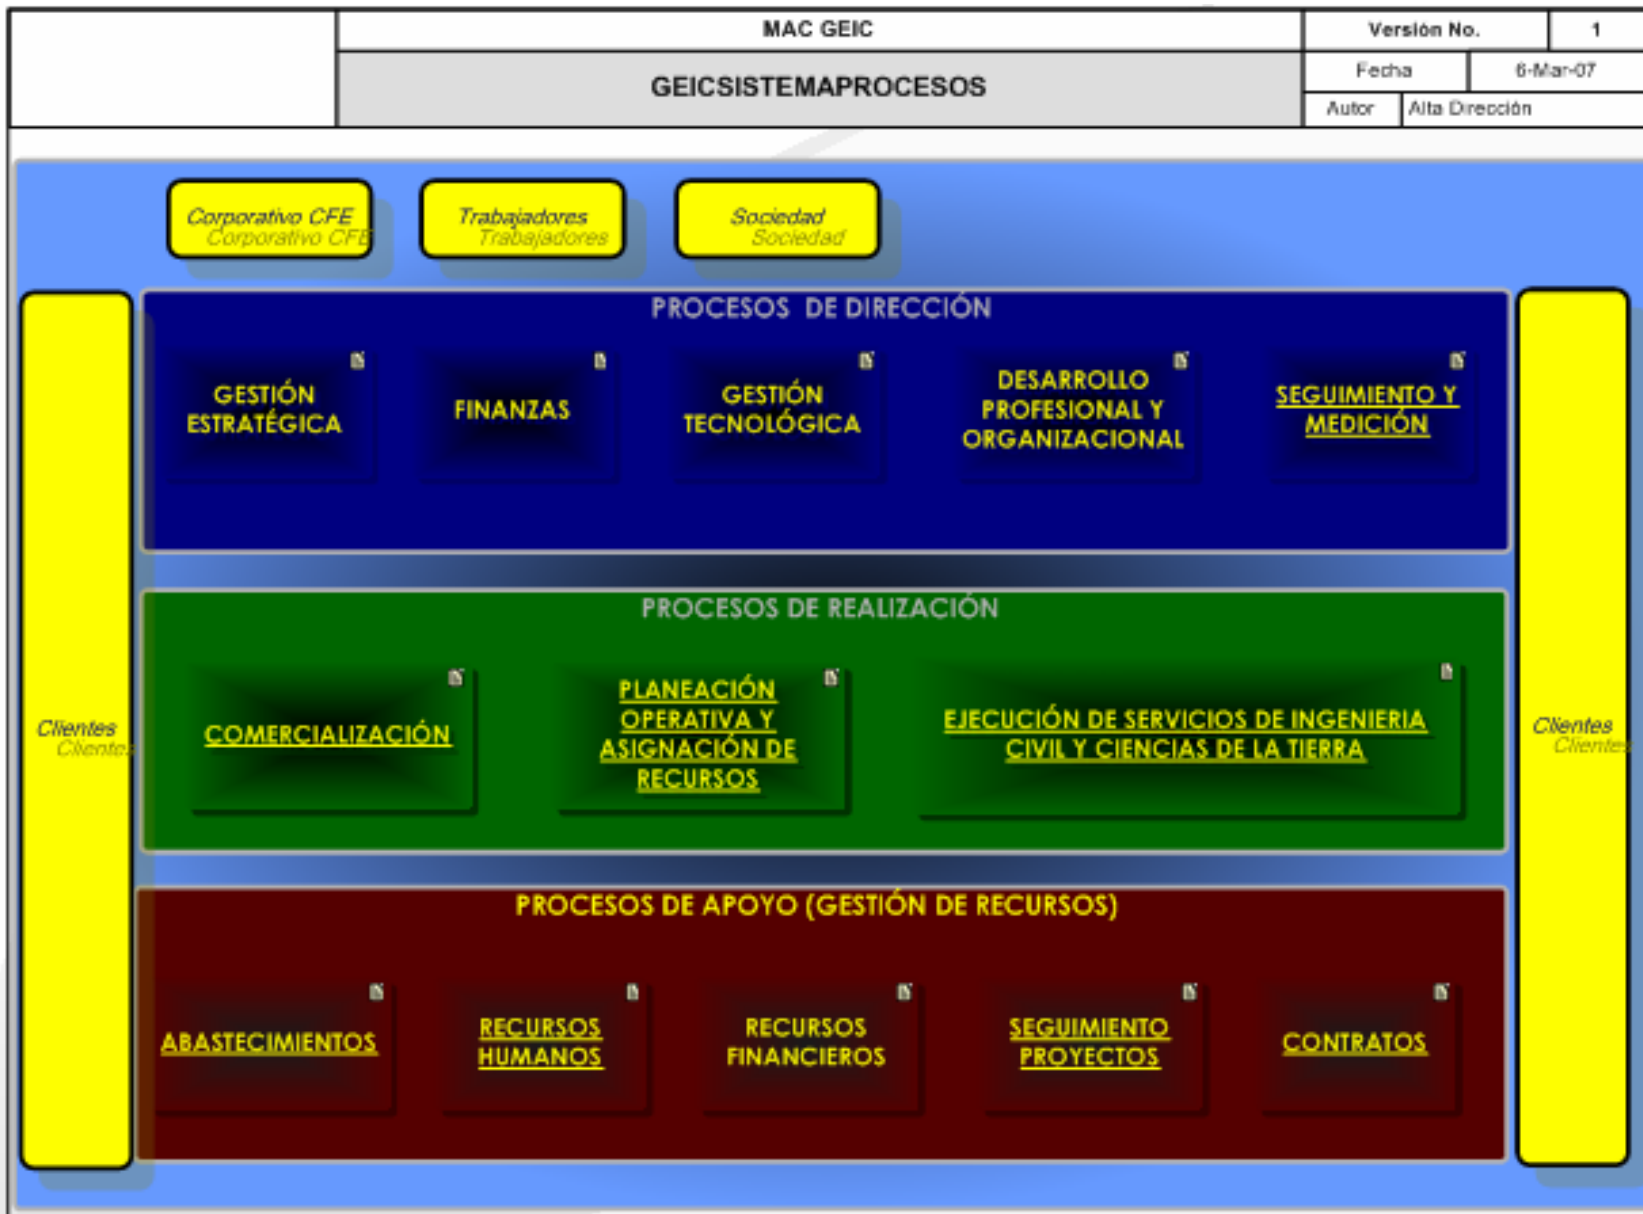 MAC GEIC
Versión No. 1
GEICSISTEMAPROCESOS
Fecha 6-Mar-07
Autor Alta Dirección
Corporativo CFE
Corporativo CFE
Trabajadores
Trabajadores
Sociedad
Sociedad
Clientes
Clientes
PROCESOS DE DIRECCIÓN
GESTIÓN
ESTRATÉGICA
FINANZAS
GESTIÓN
TECNOLÓGICA
DESARROLLO
PROFESIONAL Y
ORGANIZACIONAL
SEGUIMIENTO Y
MEDICIÓN
PROCESOS DE REALIZACIÓN
COMERCIALIZACIÓN
PLANEACIÓN
OPERATIVA Y
ASIGNACIÓN DE
RECURSOS
EJECUCIÓN DE SERVICIOS DE INGENIERIA
CIVIL Y CIENCIAS DE LA TIERRA
PROCESOS DE APOYO (GESTIÓN DE RECURSOS)
ABASTECIMIENTOS
RECURSOS
HUMANOS
RECURSOS
FINANCIEROS
SEGUIMIENTO
PROYECTOS
CONTRATOS
Clientes
Clientes